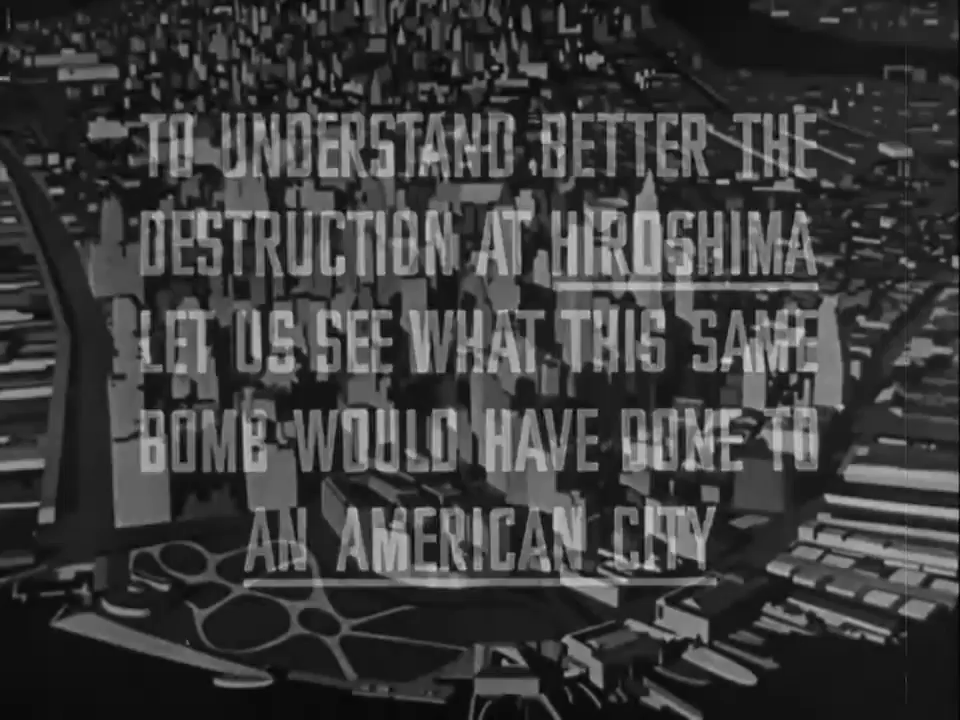 TO UNDERSTAND BETTER THE
DESTRUCTION AT HIROSHIMA
LET US SEE WHAT THIS SAME
BOMB WOULD HAVE DONE TO
AN AMERICAN CITY